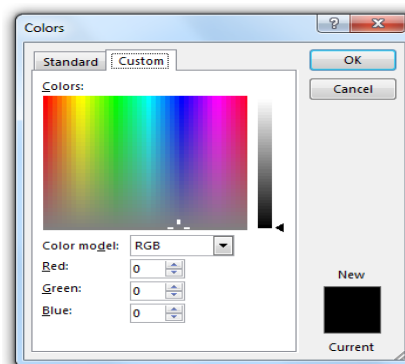 Colors
Standard Custom
OK
Cancel
Colors:
Color model: RGB
Red: 0
Green: 0
Blue: 0
New
Current